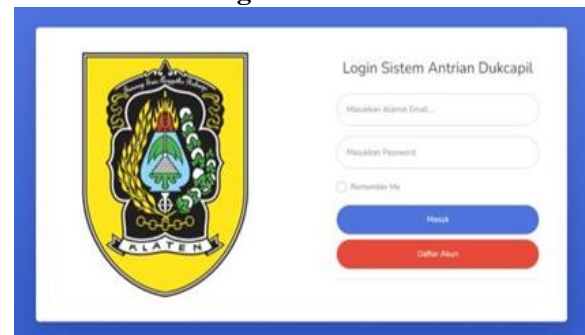 KLATEN
Login Sistem Antrian Dukcapil
Masukkan Alamat Email...
Masukkan Password
Remember Me
Masuk
Daftar Akun